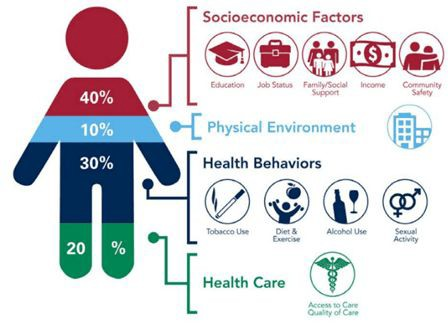 Socioeconomic Factors
40%
Education
Job Status
Family/Social
Support
Income
Community
Safety
10%
Physical Environment
30%
Health Behaviors
Tobacco Use
Diet &
Exercise
Alcohol Use
Sexual
Activity
20 %
Health Care
Access to Care
Quality of Care